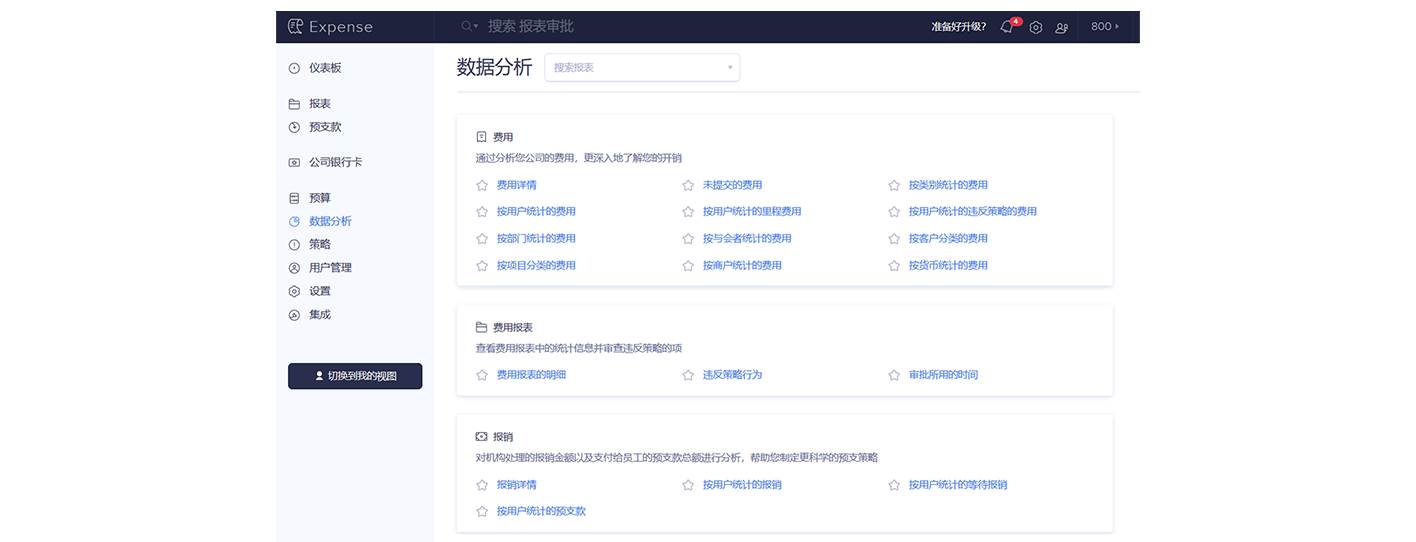 Expense
搜索 报表审批
准备好升级?
4
800
仪表板
报表
预支款
公司银行卡
预算
数据分析
策略
用户管理
设置
集成
切换到我的视图
数据分析
搜索报表
费用
通过分析您公司的费用，更深入地了解您的开销
费用详情 未提交的费用 按类别统计的费用
按用户统计的费用 按用户统计的里程费用 按用户统计的违反策略的费用
按部门统计的费用 按与会者统计的费用 按客户分类的费用
按项目分类的费用 按商户统计的费用 按货币统计的费用
费用报表
查看费用报表中的统计信息并审查违反策略的项
费用报表的明细 违反策略行为 审批所用的时间
报销
对机构处理的报销金额以及支付给员工的预支款总额进行分析，帮助您制定更科学的预支策略
报销详情 按用户统计的报销 按用户统计的等待报销
按用户统计的预支款